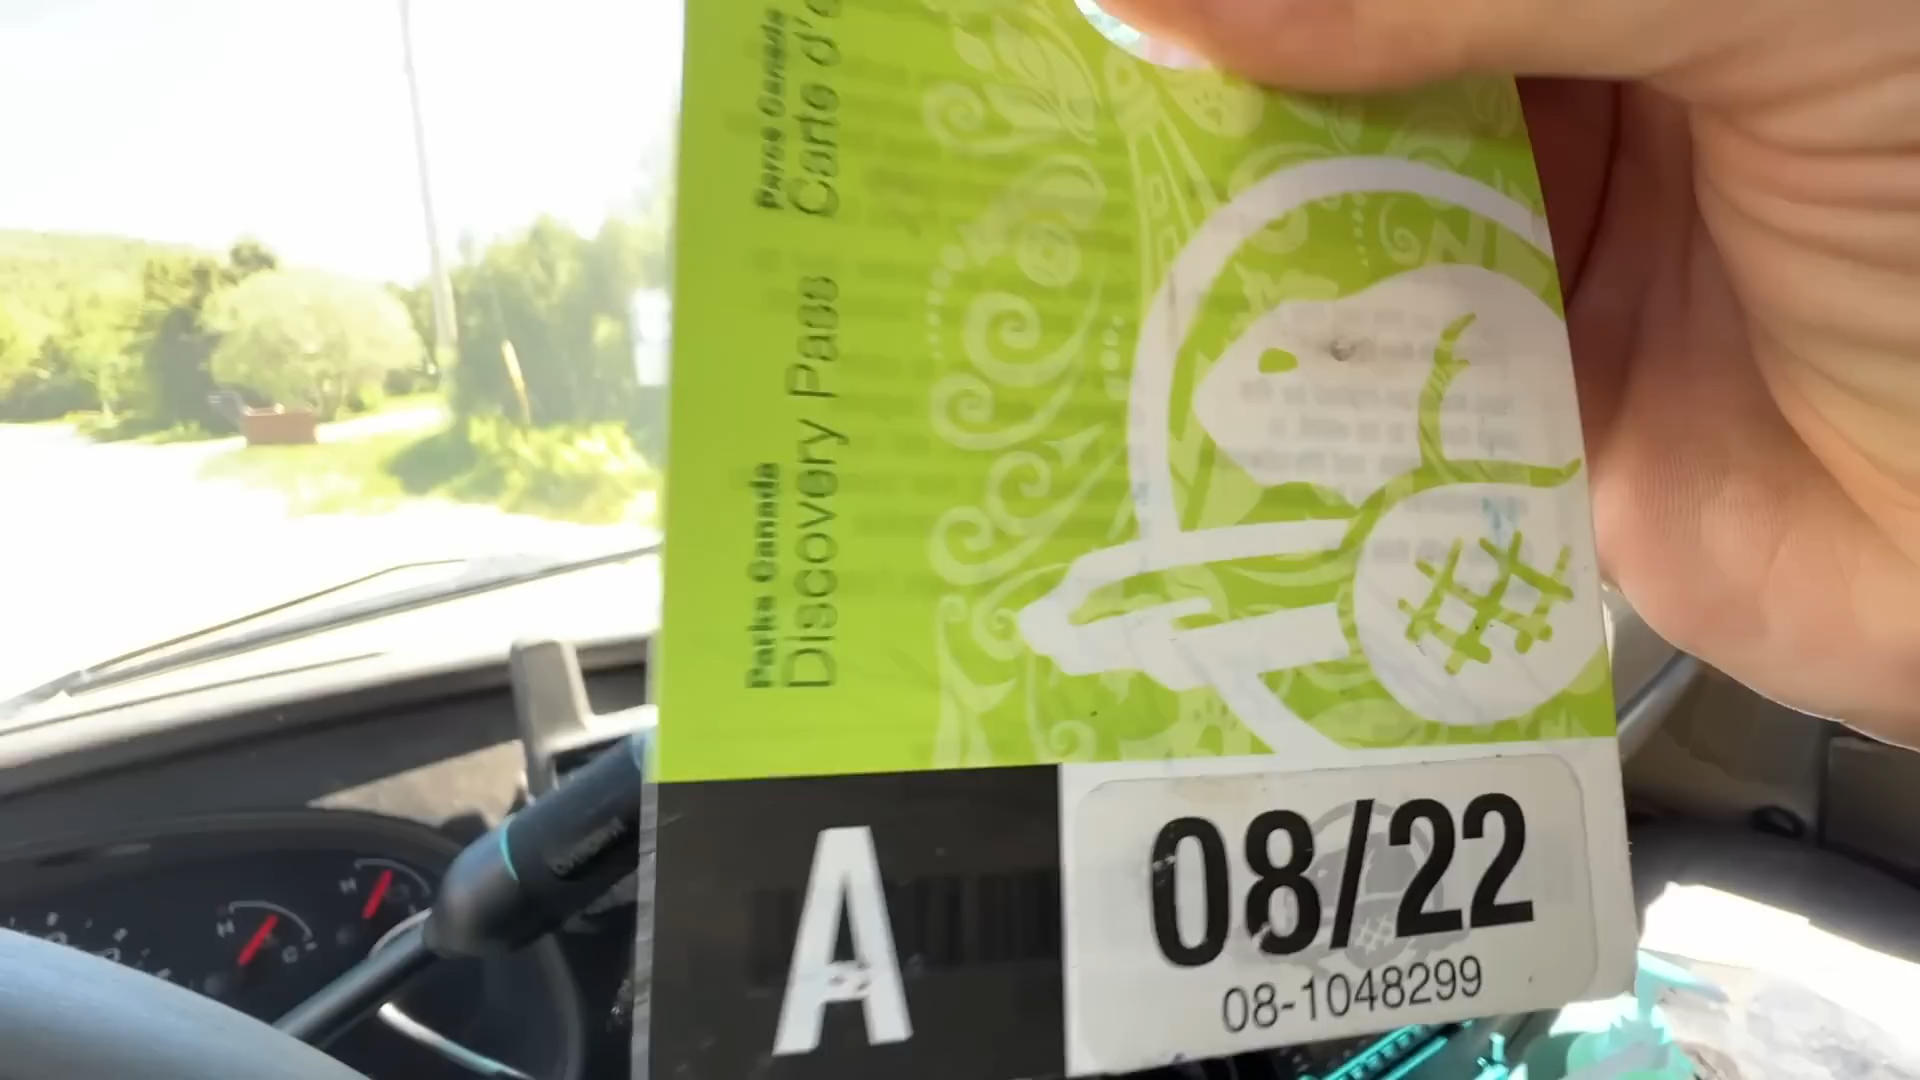 Parks Canada
Discovery Pass
Parcs Canada
Carte d'
A
08/22
08-1048299